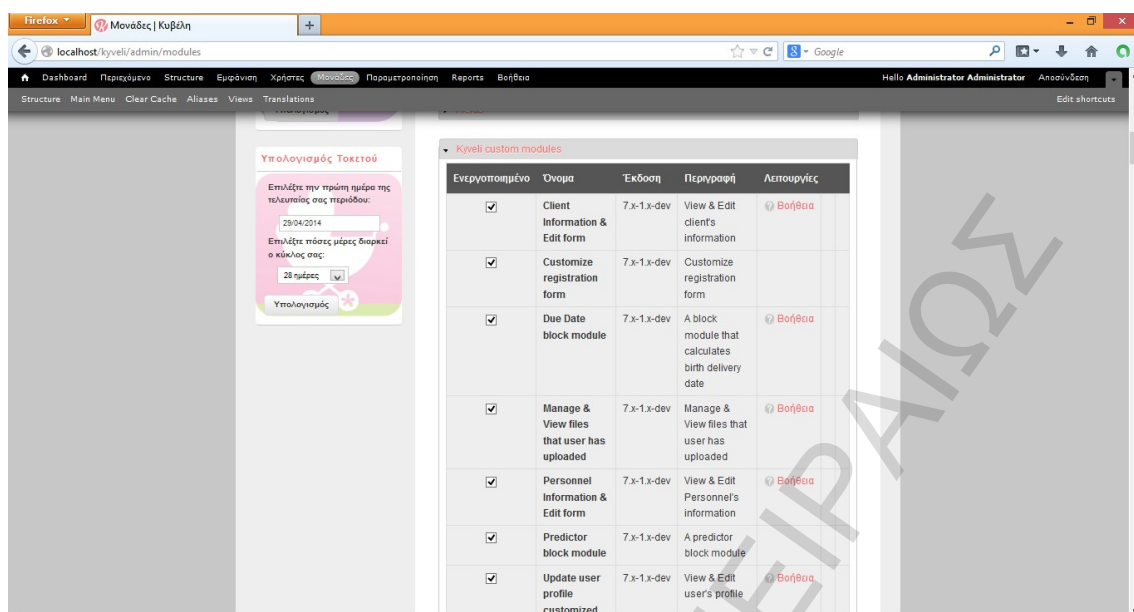 Firefox
Μονάδες | Κυβέλη
localhost/kyveli/admin/modules
Google
Dashboard Περιεχόμενο Structure Εμφάνιση Χρήστες Μονάδες Παραμετροποίηση Reports Βοήθεια
Hello Administrator Administrator Αποσύνδεση
Structure Main Menu Clear Cache Aliases Views Translations
Edit shortcuts
Υπολογισμός Τοκετού
Επιλέξτε την πρώτη ημέρα της
τελευταίας σας περιόδου:
29/04/2014
Επιλέξτε πόσες μέρες διαρκεί
ο κύκλος σας:
28 ημέρες
Υπολογισμός
Kyveli custom modules
Ενεργοποιημένο Όνομα Έκδοση Περιγραφή Λειτουργίες
Client 7.x-1.x-dev View & Edit Βοήθεια
Information & client's
Edit form information
Customize 7.x-1.x-dev Customize
registration registration
form form
Due Date 7.x-1.x-dev A block Βοήθεια
block module module that
calculates
birth delivery
date
Manage & 7.x-1.x-dev Manage & Βοήθεια
View files View files that
that user has user has
uploaded uploaded
Personnel 7.x-1.x-dev View & Edit Βοήθεια
Information & Personnel's
Edit form information
Predictor 7.x-1.x-dev A predictor
block module block module
Update user 7.x-1.x-dev View & Edit Βοήθεια
profile user's profile
customized
ΠΕΙΡΑΙΩΣ